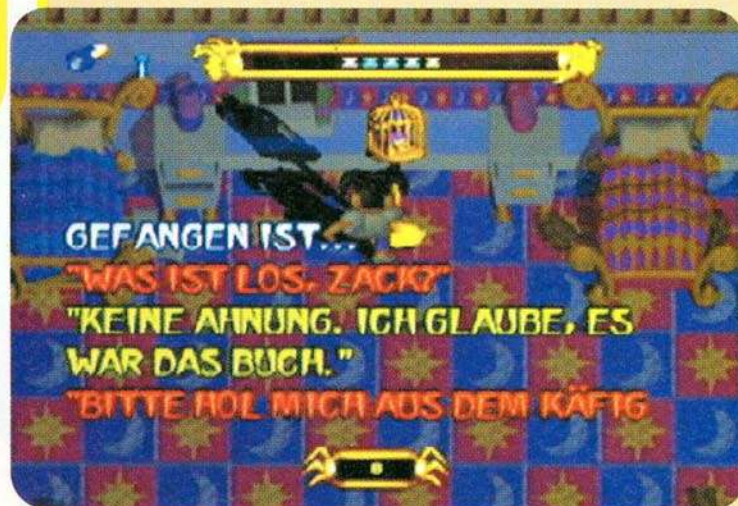 GEFANGEN IST...
"WAS IST LOS, ZACK?"
"KEINE AHNUNG. ICH GLAUBE, ES
WAR DAS BUCH."
"BITTE HOL MICH AUS DEM KÄFIG